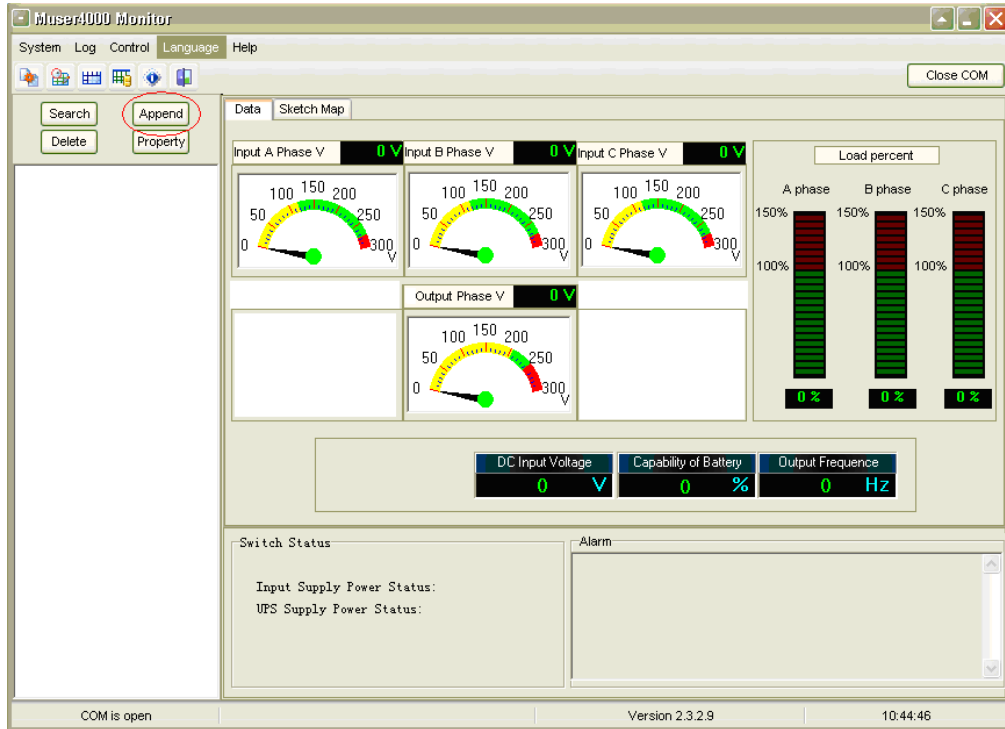 Muser4000 Monitor
System Log Control Language Help
Close COM
Search Append
Delete Property
Data Sketch Map
Input A Phase V 0 V Input B Phase V 0 V Input C Phase V 0 V
0 50 100 150 200 250 300 V
0 50 100 150 200 250 300 V
0 50 100 150 200 250 300 V
Output Phase V 0 V
0 50 100 150 200 250 300 V
Load percent
A phase B phase C phase
150% 150% 150%
100% 100% 100%
0 % 0 % 0 %
DC Input Voltage Capability of Battery Output Frequence
0 V 0 % 0 Hz
Switch Status
Input Supply Power Status:
UPS Supply Power Status:
Alarm
COM is open Version 2.3.2.9 10:44:46